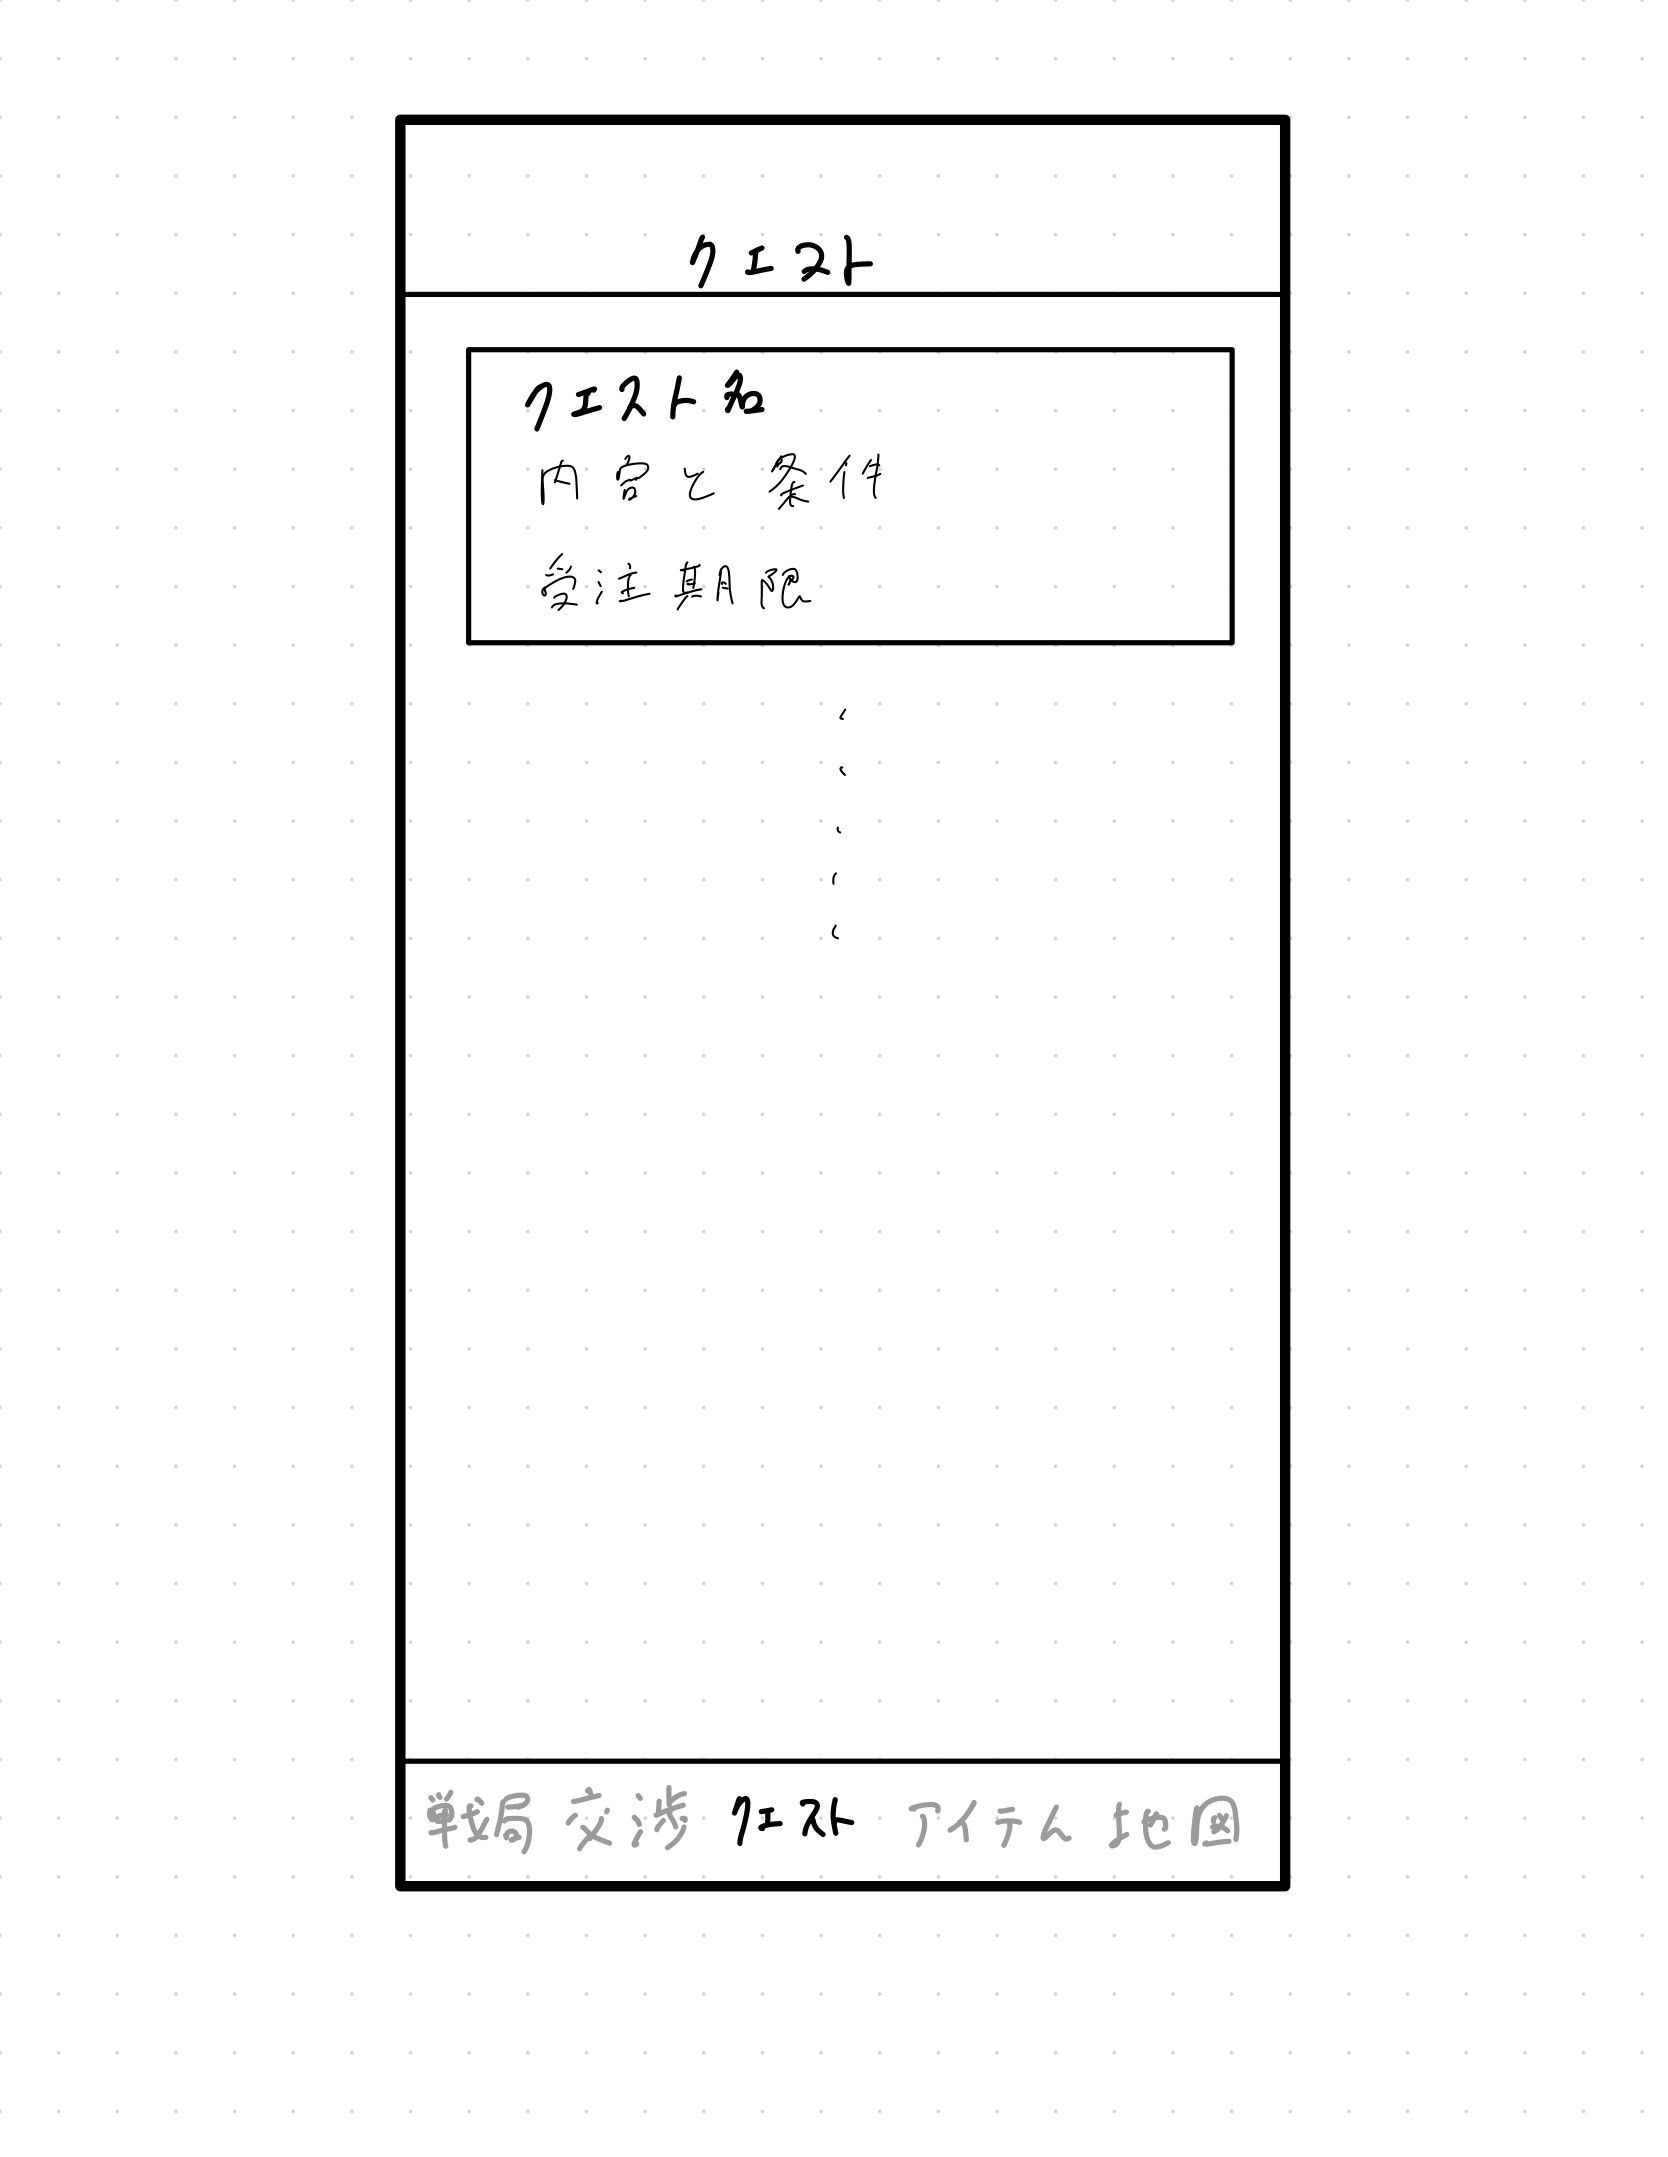 クエスト
クエスト名
内容と条件
受注期限
戦局 交渉 クエスト アイテム 地図